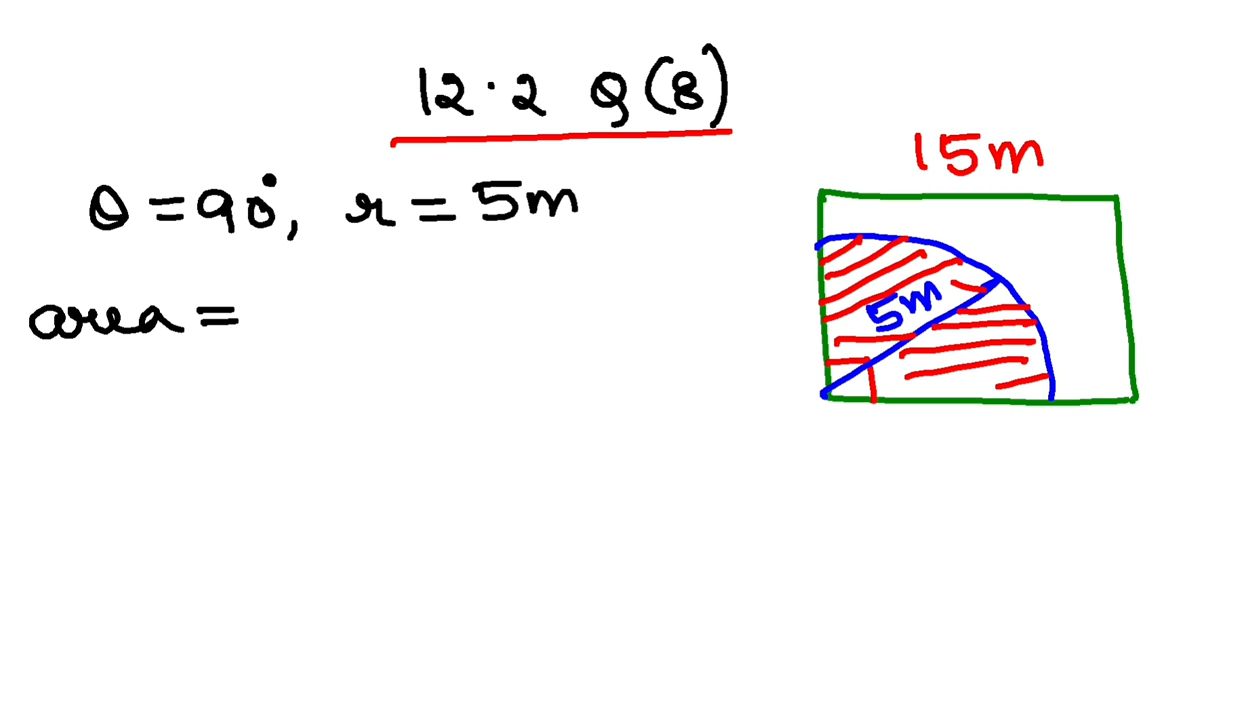 12.2 Q(8)
15m
θ = 90°, r = 5m
5m
area =